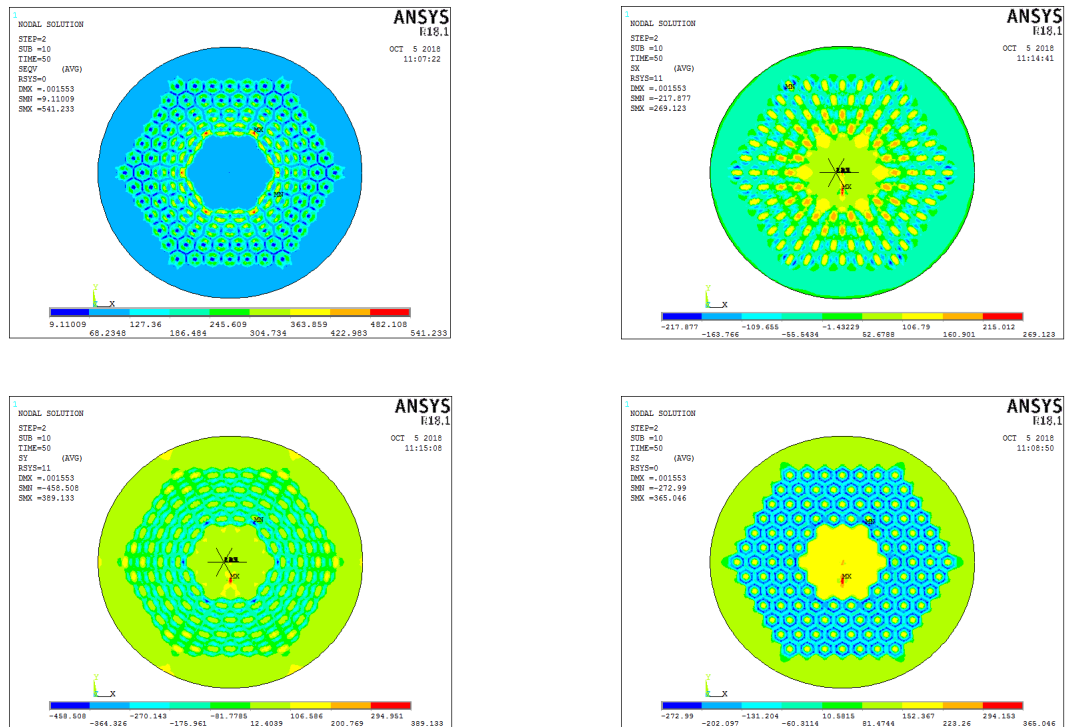 1
NODAL SOLUTION
STEP=2
SUB =10
TIME=50
SEQV (AVG)
RSYS=0
DMX =.001553
SMN =9.11009
SMX =541.233
ANSYS
R18.1
OCT 5 2018
11:07:22
MX
MN
Y
Z X
9.11009 127.36 245.609 363.859 482.108
68.2348 186.484 304.734 422.983 541.233
1
NODAL SOLUTION
STEP=2
SUB =10
TIME=50
SX (AVG)
RSYS=11
DMX =.001553
SMN =-217.877
SMX =269.123
ANSYS
R18.1
OCT 5 2018
11:14:41
MN
MX
Y
Z X
-217.877 -109.655 -1.43229 106.79 215.012
-163.766 -55.5434 52.6788 160.901 269.123
1
NODAL SOLUTION
STEP=2
SUB =10
TIME=50
SY (AVG)
RSYS=11
DMX =.001553
SMN =-458.508
SMX =389.133
ANSYS
R18.1
OCT 5 2018
11:15:08
MN
MX
Y
Z X
-458.508 -270.143 -81.7785 106.586 294.951
-364.326 -175.961 12.4039 200.769 389.133
1
NODAL SOLUTION
STEP=2
SUB =10
TIME=50
SZ (AVG)
RSYS=0
DMX =.001553
SMN =-272.99
SMX =365.046
ANSYS
R18.1
OCT 5 2018
11:08:50
MN
MX
Y
Z X
-272.99 -131.204 10.5815 152.367 294.153
-202.097 -60.3114 81.4744 223.26 365.046